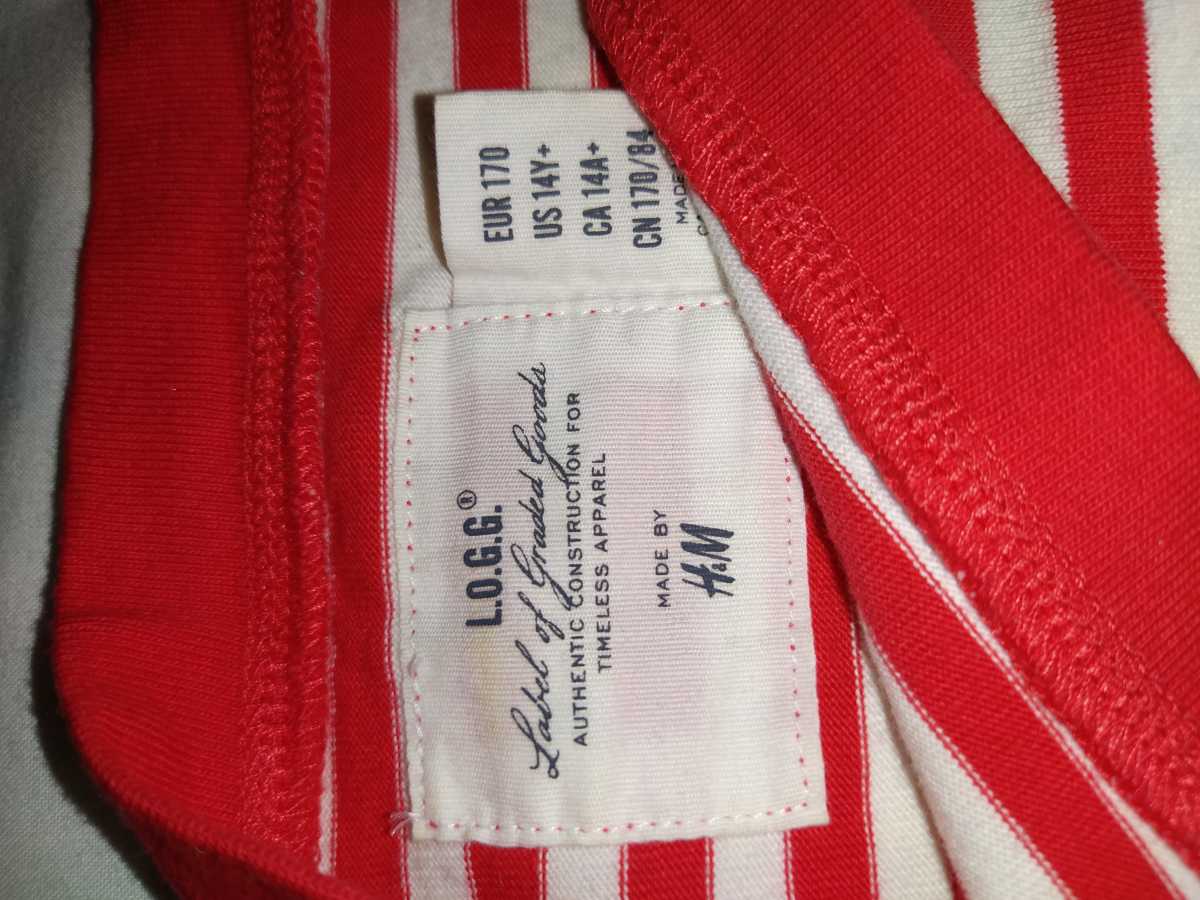 EUR 170
US 14Y+
CA 14A+
CN 170/84
MADE
L.O.G.G.®
Label of Graded Goods
AUTHENTIC CONSTRUCTION FOR
TIMELESS APPAREL
MADE BY
H&M